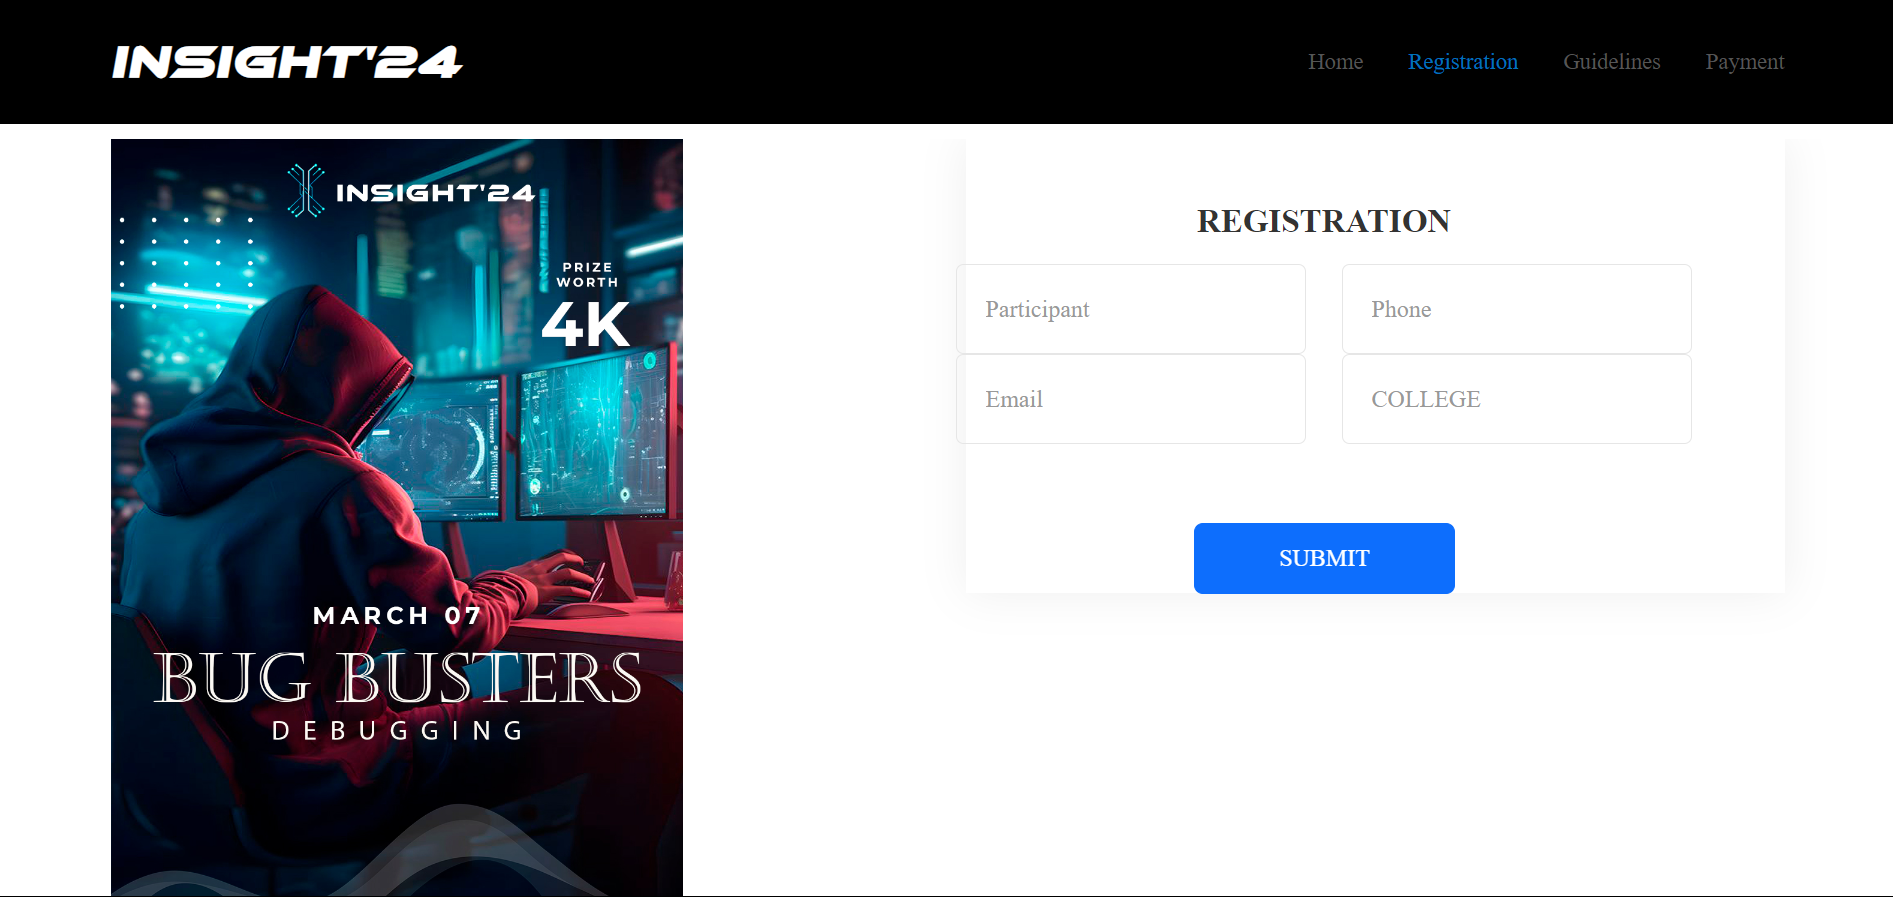 INSIGHT'24
Home Registration Guidelines Payment
INSIGHT'24
PRIZE
WORTH
4K
MARCH 07
BUG BUSTERS
DEBUGGING
REGISTRATION
Participant Phone
Email COLLEGE
SUBMIT